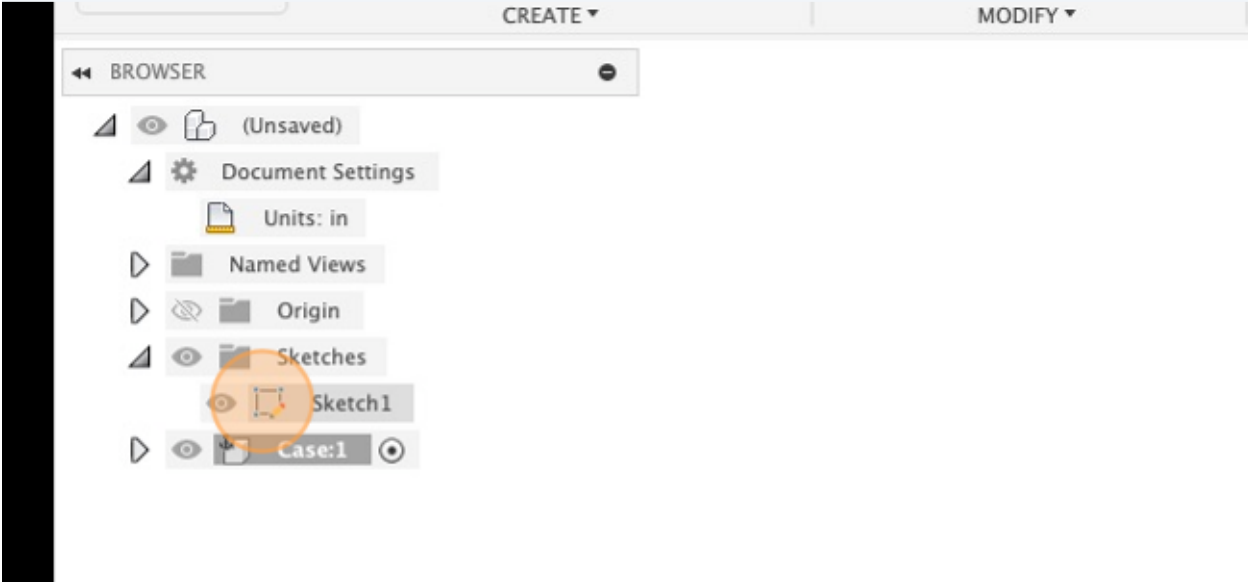 CREATE ▾ MODIFY ▾
BROWSER
(Unsaved)
Document Settings
Units: in
Named Views
Origin
Sketches
Sketch1
Case:1